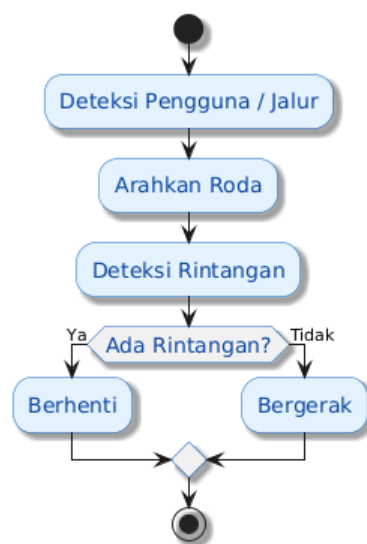 Deteksi Pengguna / Jalur
Arahkan Roda
Deteksi Rintangan
Ya
Ada Rintangan?
Tidak
Berhenti
Bergerak